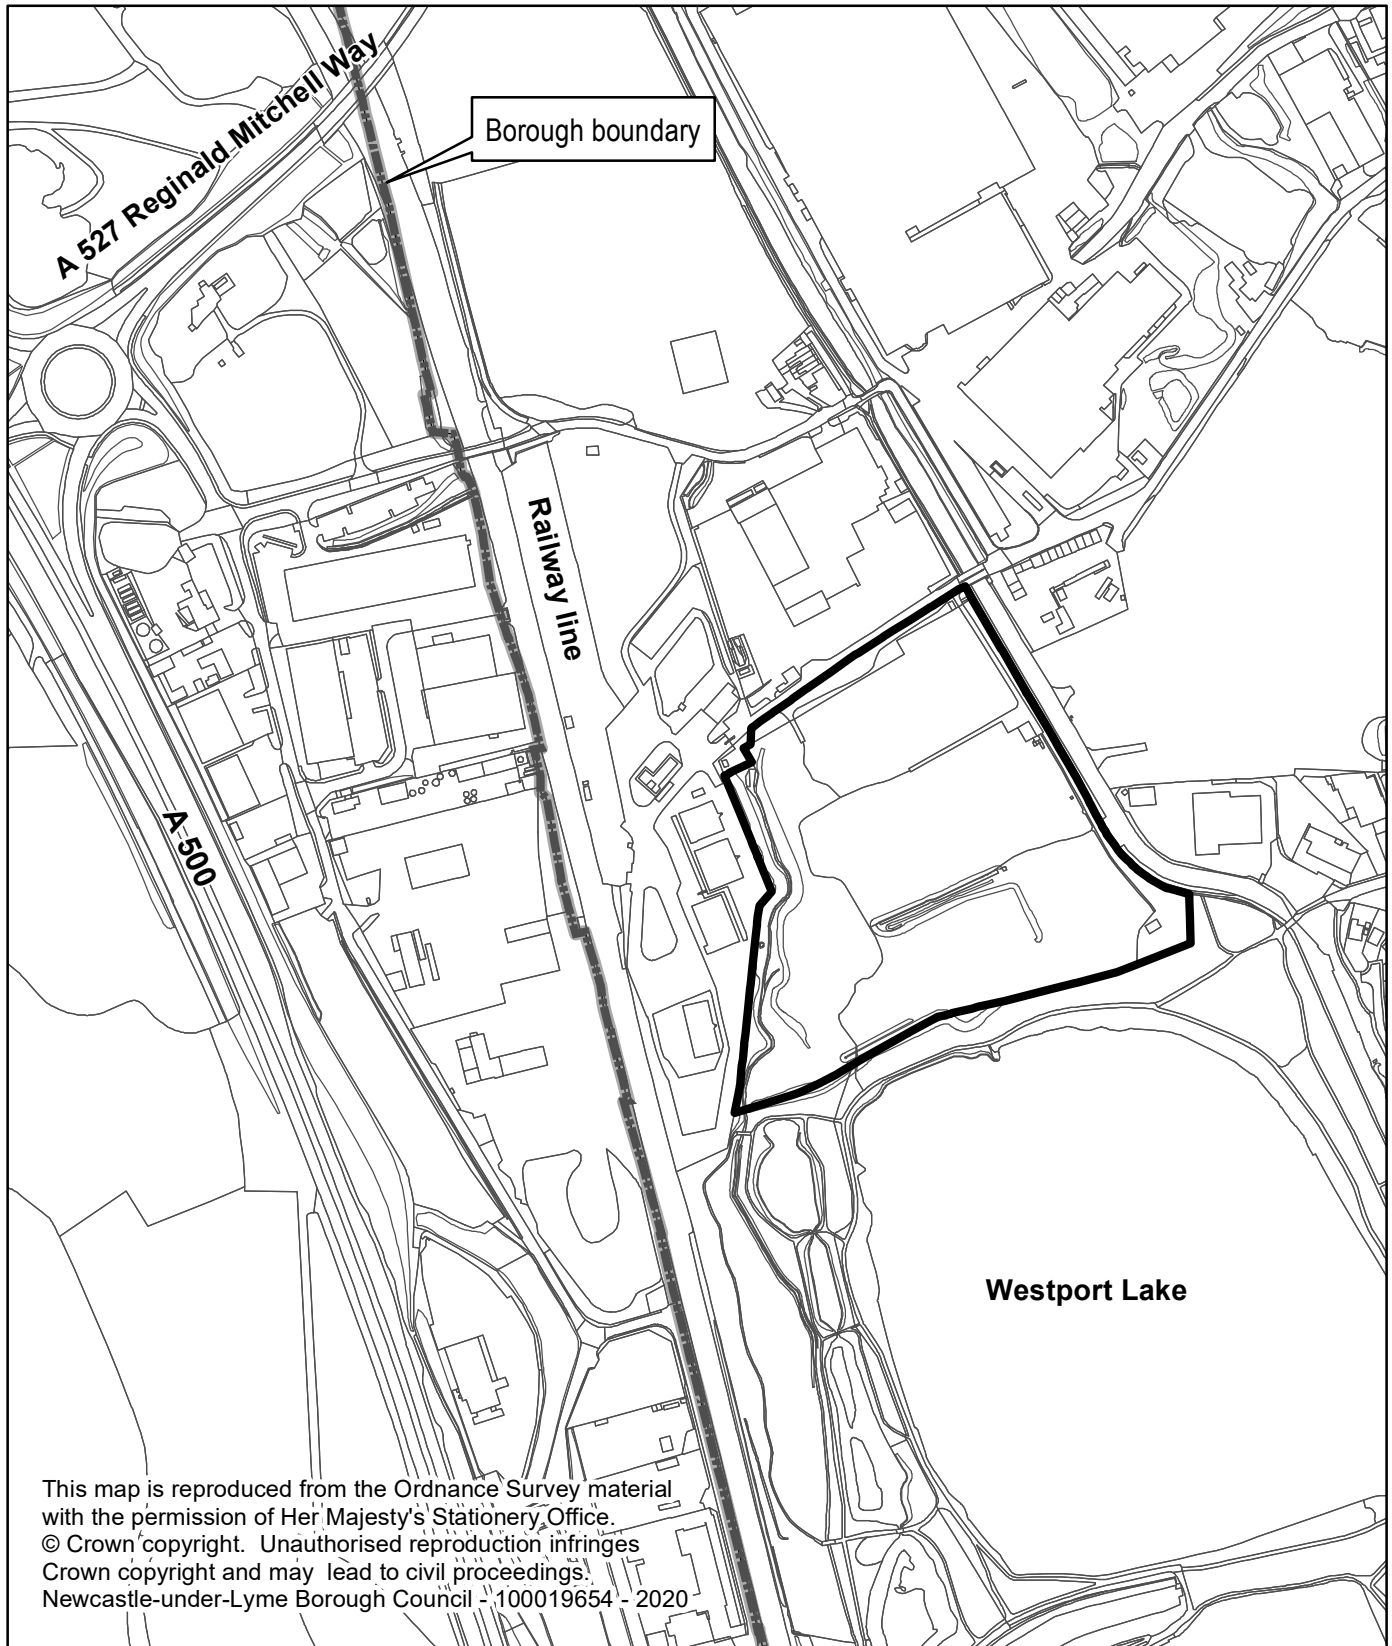 A 527 Reginald Mitchell Way
Borough boundary
Railway line
A 500
Westport Lake
This map is reproduced from the Ordnance Survey material
with the permission of Her Majesty's Stationery Office.
© Crown copyright.  Unauthorised reproduction infringes
Crown copyright and may  lead to civil proceedings.
Newcastle-under-Lyme Borough Council - 100019654 - 2020